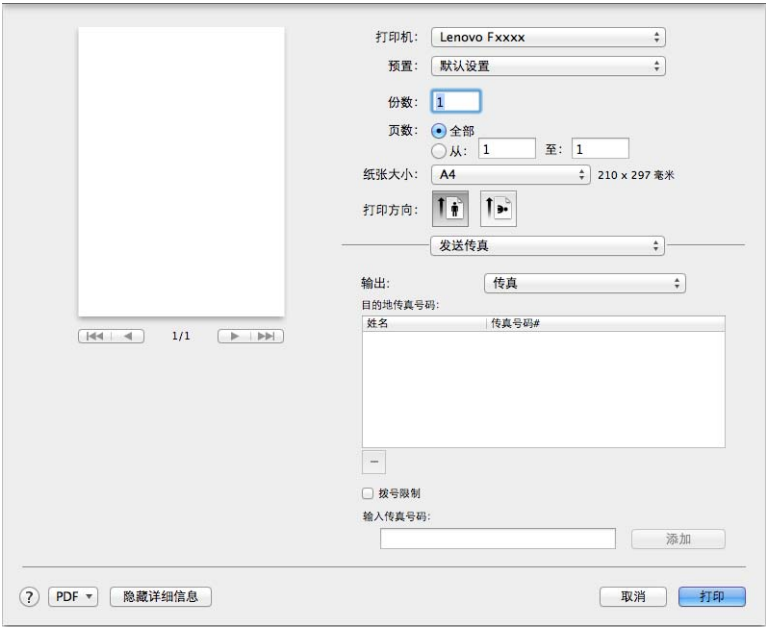 打印机: Lenovo Fxxxx
预置: 默认设置
份数: 1
页数: 全部
从: 1 至: 1
纸张大小: A4 210 x 297 毫米
打印方向:
发送传真
输出: 传真
目的地传真号码:
姓名 传真号码#
1/1
拨号限制
输入传真号码:
添加
? PDF 隐藏详细信息 取消 打印